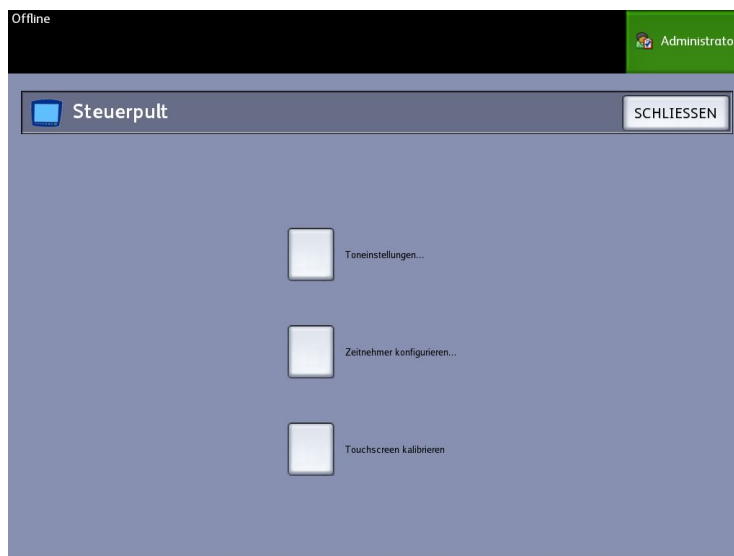 Offline
Administrato
Steuerpult
SCHLIESSEN
Toneinstellungen...
Zeitnehmer konfigurieren...
Touchscreen kalibrieren